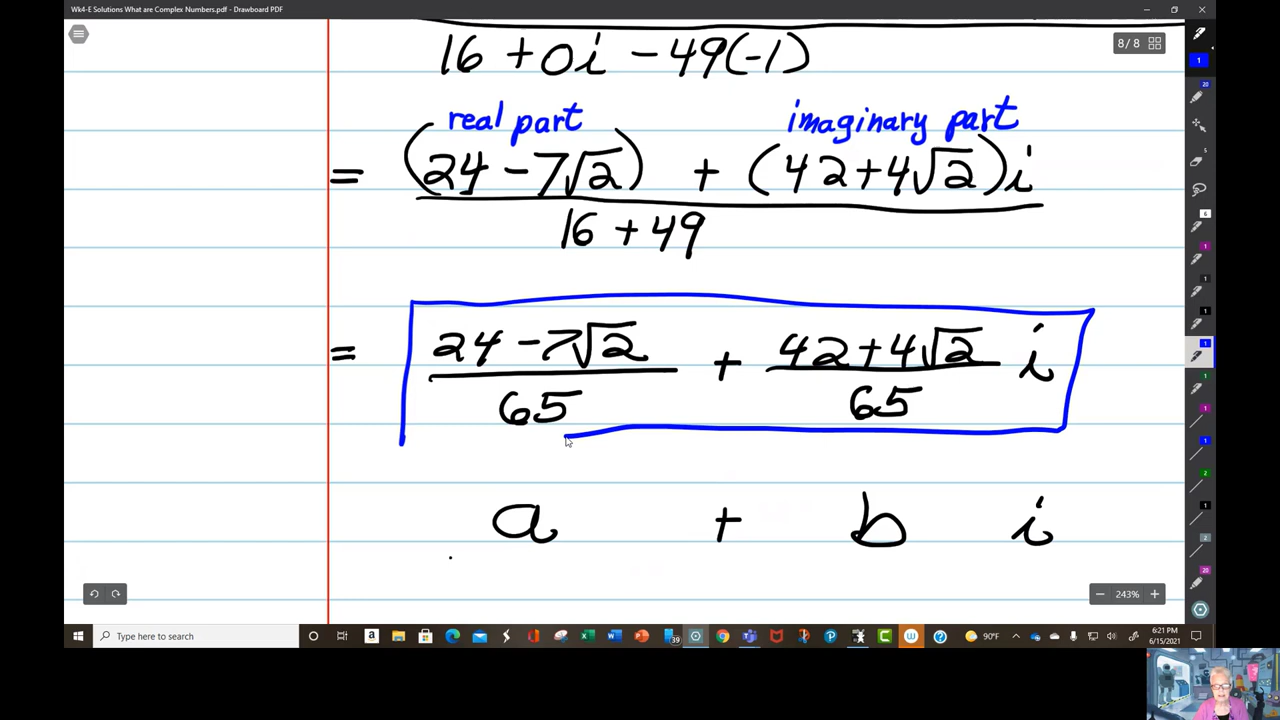 Wk4-E Solutions What are Complex Numbers.pdf - Drawboard PDF
8/8
16 + 0i - 49(-1)
real part imaginary part
= (24 - 7√2) + (42 + 4√2)i
16 + 49
= 24 - 7√2 + 42 + 4√2 i
65 65
a + b i
243%
Type here to search
90°F
6:21 PM
6/15/2021